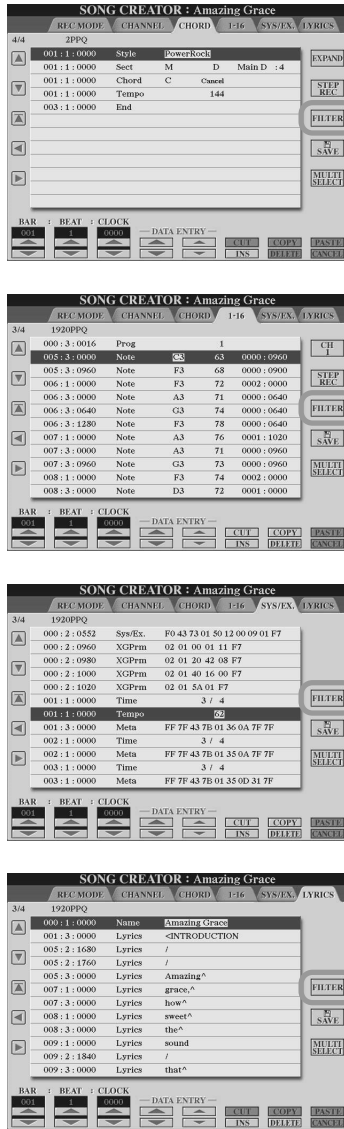 SONG CREATOR : Amazing Grace
REC MODE CHANNEL CHORD 1-16 SYS/EX. LYRICS
4/4 2PPQ
001 : 1 : 0000 Style PowerRock EXPAND
001 : 1 : 0000 Sect M D Main D : 4
001 : 1 : 0000 Chord C Cancel STEP REC
001 : 1 : 0000 Tempo 144
003 : 1 : 0000 End
FILTER
SAVE
MULTI SELECT
BAR : BEAT : CLOCK
001 1 0000 DATA ENTRY CUT COPY PASTE
INS DELETE CANCEL
SONG CREATOR : Amazing Grace
REC MODE CHANNEL CHORD 1-16 SYS/EX. LYRICS
3/4 1920PPQ
000 : 3 : 0016 Prog 1 CH 1
005 : 3 : 0000 Note C3 63 0000 : 0960
005 : 3 : 0960 Note F3 68 0000 : 0900 STEP REC
006 : 1 : 0000 Note F3 72 0002 : 0000
006 : 3 : 0000 Note A3 71 0000 : 0640
006 : 3 : 0640 Note G3 74 0000 : 0640 FILTER
006 : 3 : 1280 Note F3 78 0000 : 0640
007 : 1 : 0000 Note A3 76 0001 : 1020 SAVE
007 : 3 : 0000 Note A3 71 0000 : 0960
007 : 3 : 0960 Note G3 73 0000 : 0960 MULTI SELECT
008 : 1 : 0000 Note F3 74 0002 : 0000
008 : 3 : 0000 Note D3 72 0001 : 0000
BAR : BEAT : CLOCK
001 1 0000 DATA ENTRY CUT COPY PASTE
INS DELETE CANCEL
SONG CREATOR : Amazing Grace
REC MODE CHANNEL CHORD 1-16 SYS/EX. LYRICS
3/4 1920PPQ
000 : 2 : 0552 Sys/Ex. F0 43 73 01 50 12 00 09 01 F7
000 : 2 : 0960 XGPrm 02 01 00 01 11 F7
000 : 2 : 0980 XGPrm 02 01 20 42 08 F7
000 : 2 : 1000 XGPrm 02 01 40 16 00 F7
000 : 2 : 1020 XGPrm 02 01 5A 01 F7
001 : 1 : 0000 Time 3 / 4 FILTER
001 : 1 : 0000 Tempo 62
001 : 3 : 0000 Meta FF 7F 43 7B 01 36 0A 7F 7F SAVE
002 : 1 : 0000 Time 3 / 4
002 : 1 : 0000 Meta FF 7F 43 7B 01 35 0A 7F 7F MULTI SELECT
003 : 1 : 0000 Time 3 / 4
003 : 1 : 0000 Meta FF 7F 43 7B 01 35 0D 31 7F
BAR : BEAT : CLOCK
001 1 0000 DATA ENTRY CUT COPY PASTE
INS DELETE CANCEL
SONG CREATOR : Amazing Grace
REC MODE CHANNEL CHORD 1-16 SYS/EX. LYRICS
3/4 1920PPQ
000 : 1 : 0000 Name Amazing Grace
001 : 3 : 0000 Lyrics <INTRODUCTION
005 : 2 : 1680 Lyrics /
005 : 2 : 1760 Lyrics /
005 : 3 : 0000 Lyrics Amazing^
007 : 1 : 0000 Lyrics grace,^ FILTER
007 : 3 : 0000 Lyrics how^
008 : 1 : 0000 Lyrics sweet^ SAVE
008 : 3 : 0000 Lyrics the^
009 : 1 : 0000 Lyrics sound MULTI SELECT
009 : 2 : 1840 Lyrics /
009 : 3 : 0000 Lyrics that^
BAR : BEAT : CLOCK
001 1 0000 DATA ENTRY CUT COPY PASTE
INS DELETE CANCEL